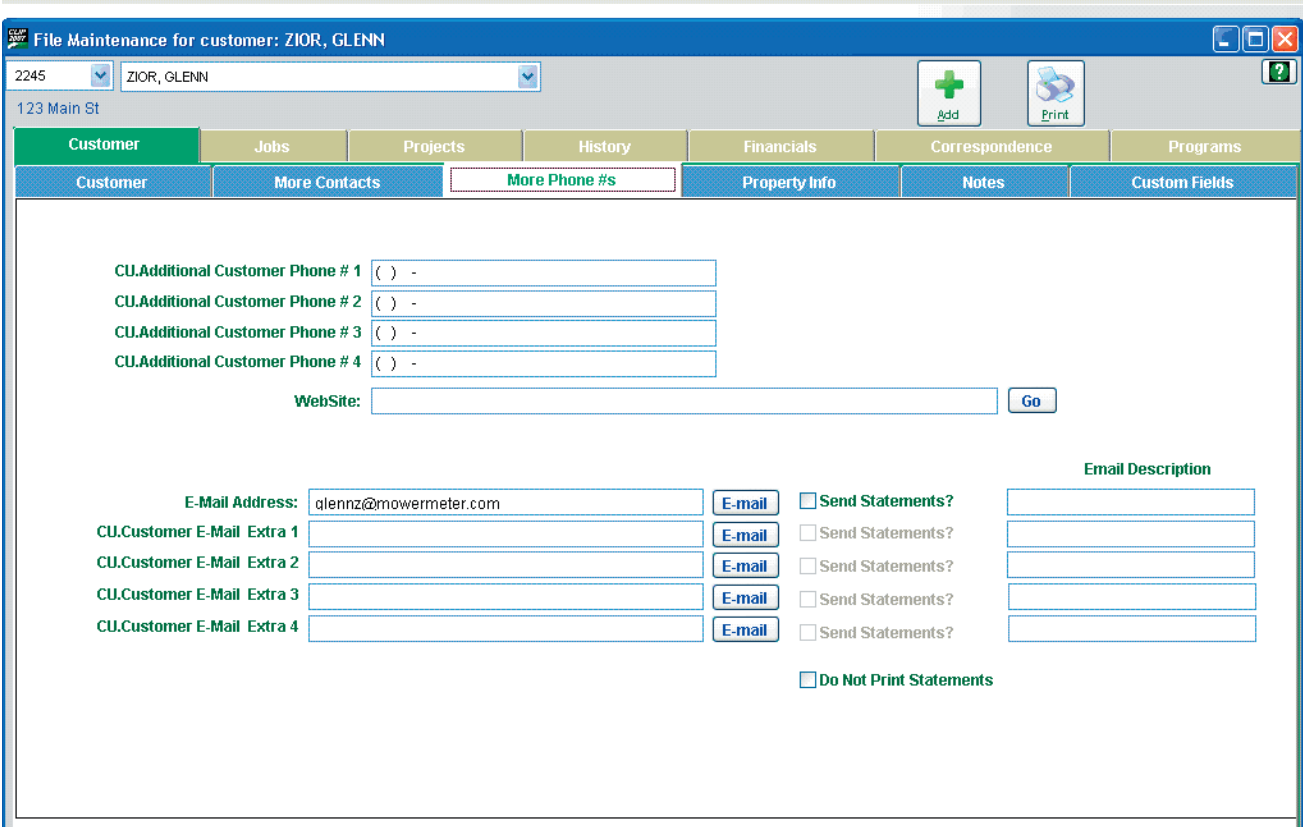 CLIP 2007 File Maintenance for customer: ZIOR, GLENN
2245 ZIOR, GLENN
123 Main St
Add Print ?
Customer Jobs Projects History Financials Correspondence Programs
Customer More Contacts More Phone #s Property Info Notes Custom Fields
CU.Additional Customer Phone # 1 ( ) -
CU.Additional Customer Phone # 2 ( ) -
CU.Additional Customer Phone # 3 ( ) -
CU.Additional Customer Phone # 4 ( ) -
WebSite: Go
Email Description
E-Mail Address: glennz@mowermeter.com E-mail Send Statements?
CU.Customer E-Mail Extra 1 E-mail Send Statements?
CU.Customer E-Mail Extra 2 E-mail Send Statements?
CU.Customer E-Mail Extra 3 E-mail Send Statements?
CU.Customer E-Mail Extra 4 E-mail Send Statements?
Do Not Print Statements